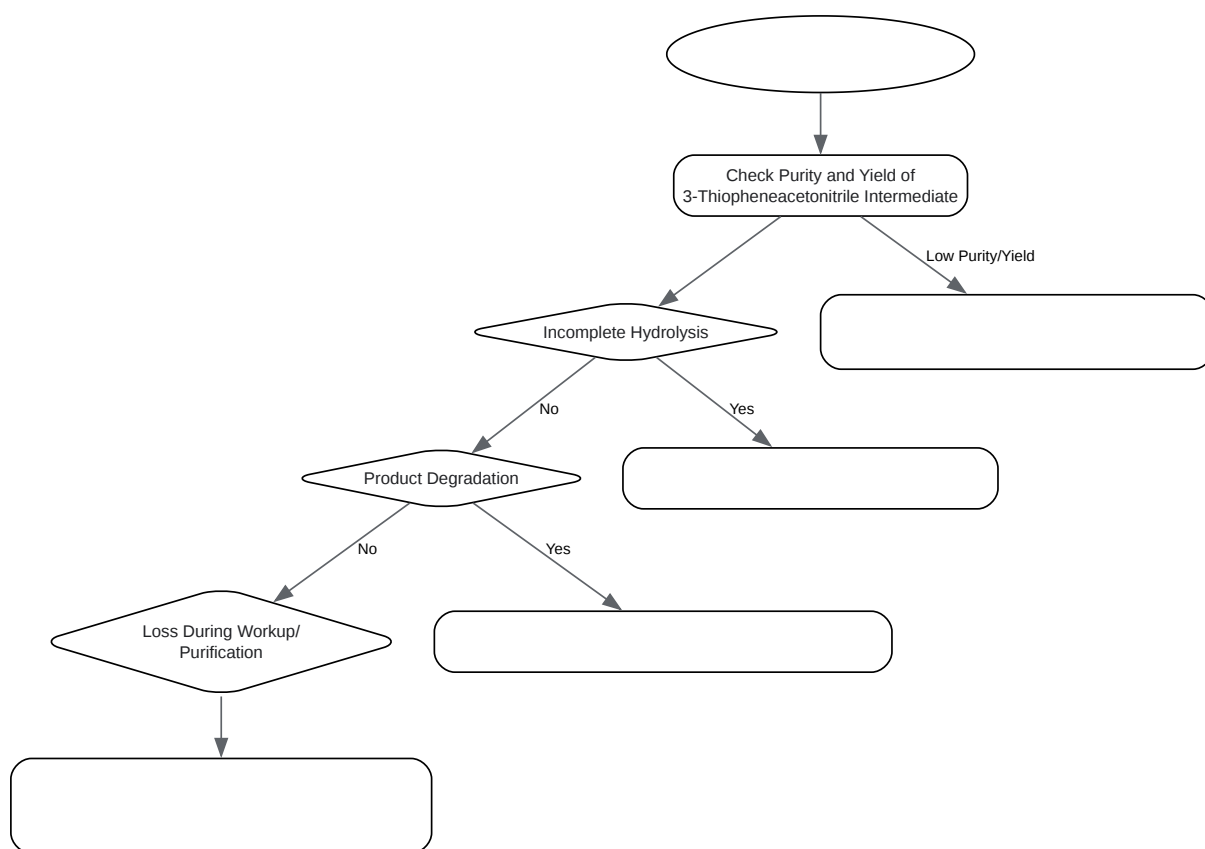 Check Purity and Yield of
3-Thiopheneacetonitrile Intermediate
Low Purity/Yield
Incomplete Hydrolysis
No
Yes
Product Degradation
No
Yes
Loss During Workup/
Purification